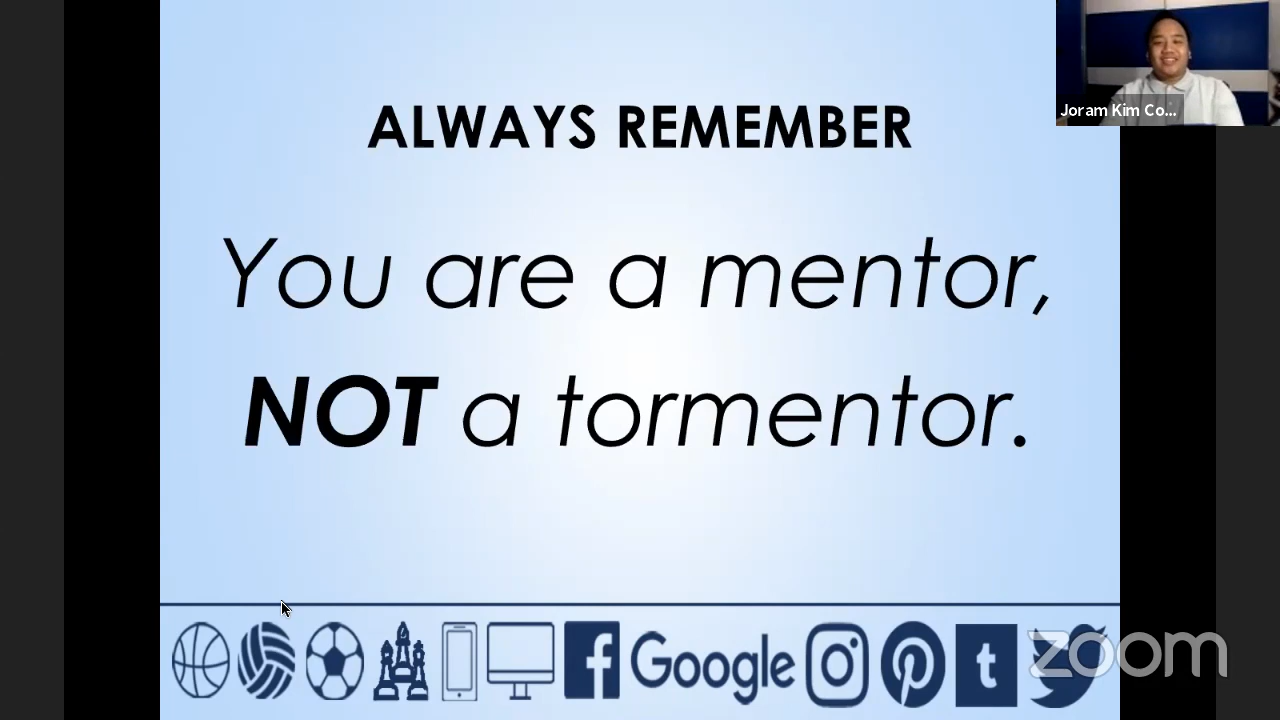 Joram Kim Co...
ALWAYS REMEMBER
You are a mentor,
NOT a tormentor.
f Google t
zoom